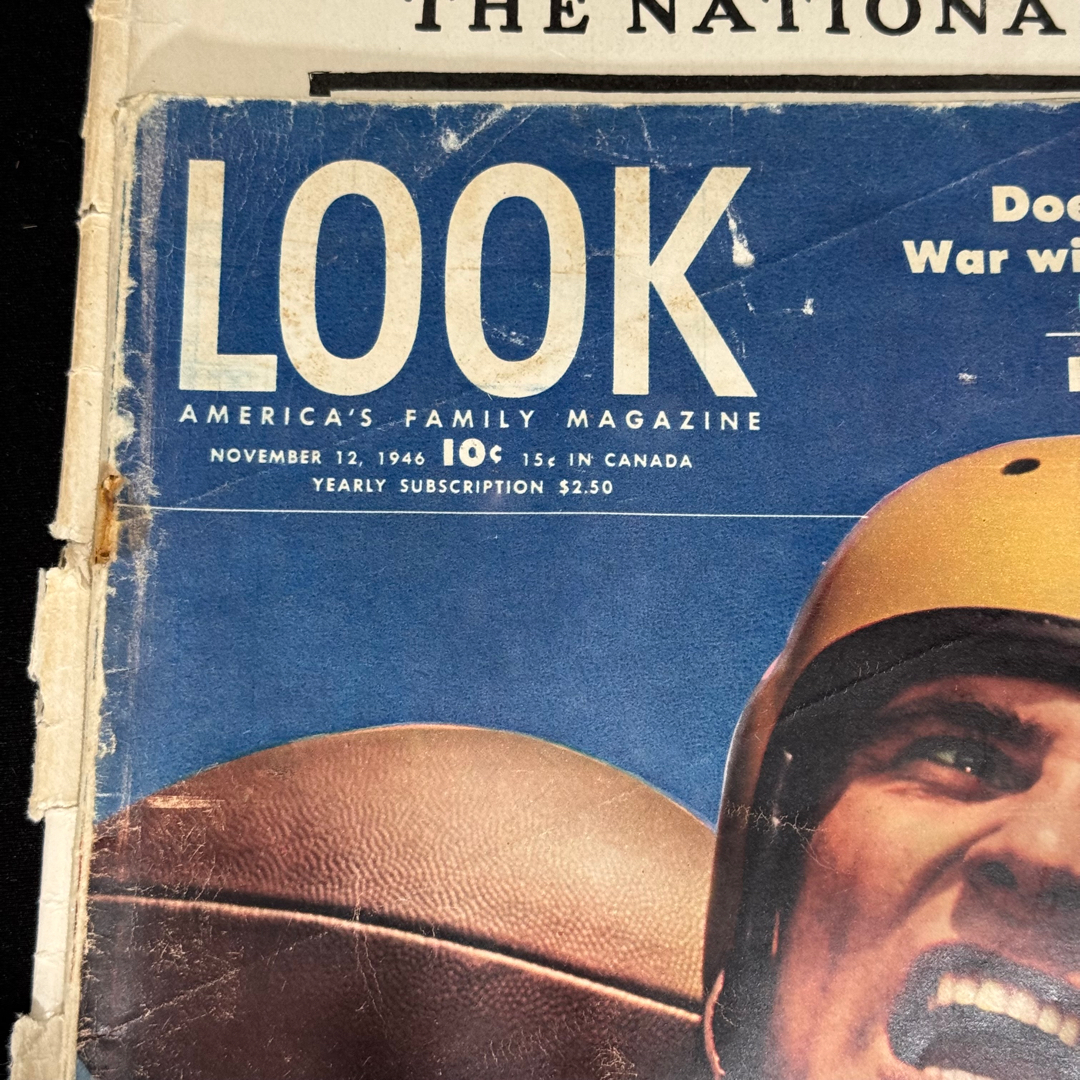 THE NATIONA
LOOK
AMERICA'S FAMILY MAGAZINE
NOVEMBER 12, 1946 10¢ 15¢ IN CANADA
YEARLY SUBSCRIPTION $2.50
Doc
War wi